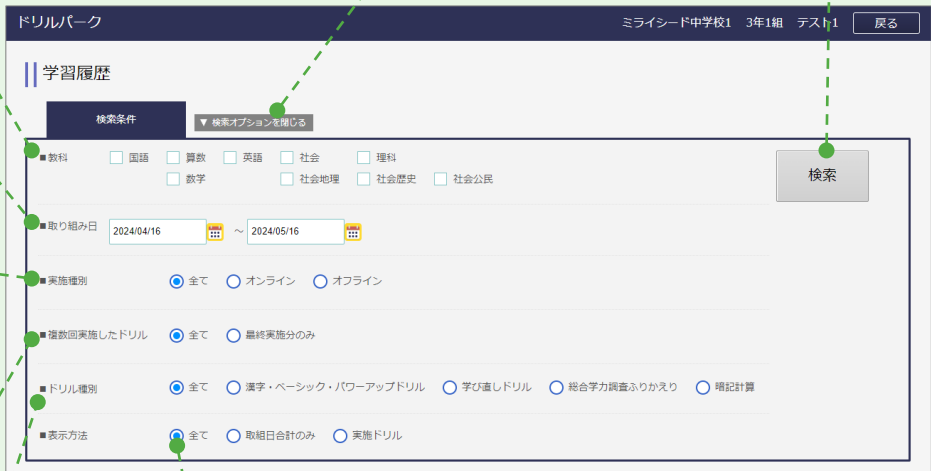 ドリルパーク ミライシード中学校1 3年1組 テスト1 戻る
学習履歴
検索条件 ▼ 検索オプションを閉じる
■教科 国語 算数 英語 社会 理科
数学 社会地理 社会歴史 社会公民
検索
■取り組み日 2024/04/16 ～ 2024/05/16
■実施種別 全て オンライン オフライン
■複数回実施したドリル 全て 最終実施分のみ
■ドリル種別 全て 漢字・ベーシック・パワーアップドリル 学び直しドリル 総合学力調査ふりかえり 暗記計算
■表示方法 全て 取組日合計のみ 実施ドリル